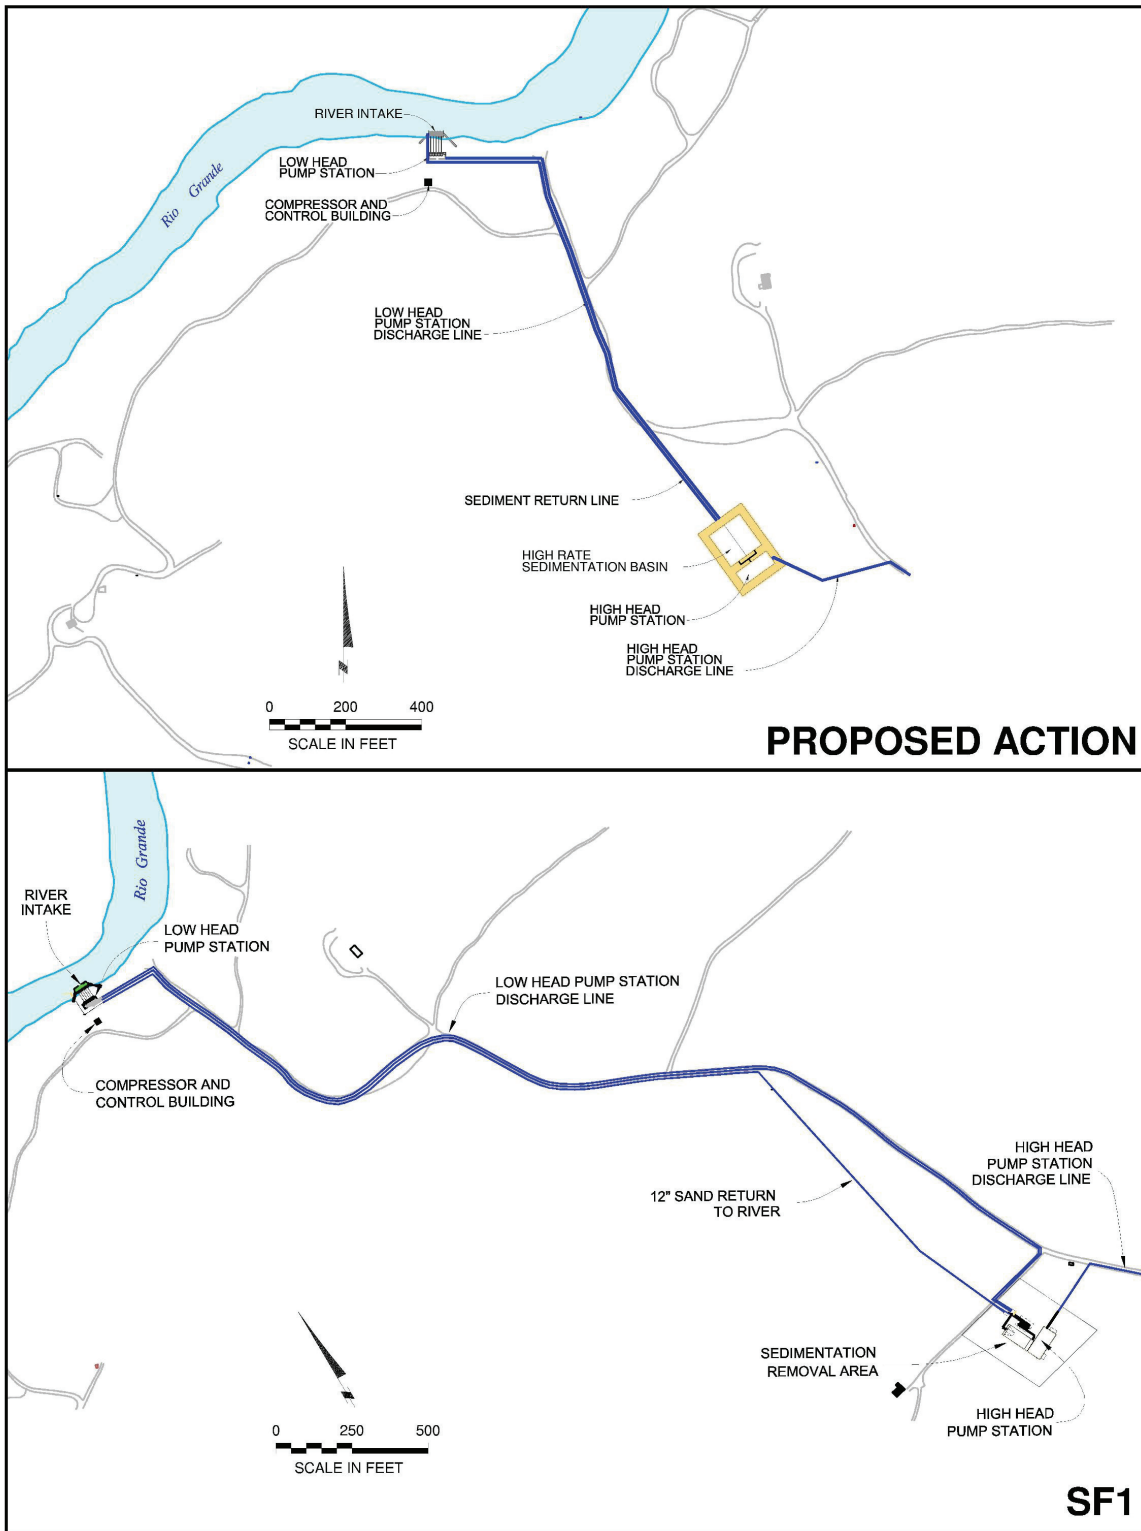 RIVER INTAKE
LOW HEAD
PUMP STATION
Rio Grande
COMPRESSOR AND
CONTROL BUILDING
LOW HEAD
PUMP STATION
DISCHARGE LINE
SEDIMENT RETURN LINE
HIGH RATE
SEDIMENTATION BASIN
HIGH HEAD
PUMP STATION
HIGH HEAD
PUMP STATION
DISCHARGE LINE
0 200 400
SCALE IN FEET
PROPOSED ACTION
Rio Grande
RIVER
INTAKE
LOW HEAD
PUMP STATION
LOW HEAD PUMP STATION
DISCHARGE LINE
COMPRESSOR AND
CONTROL BUILDING
HIGH HEAD
PUMP STATION
DISCHARGE LINE
12" SAND RETURN
TO RIVER
SEDIMENTATION
REMOVAL AREA
HIGH HEAD
PUMP STATION
0 250 500
SCALE IN FEET
SF1